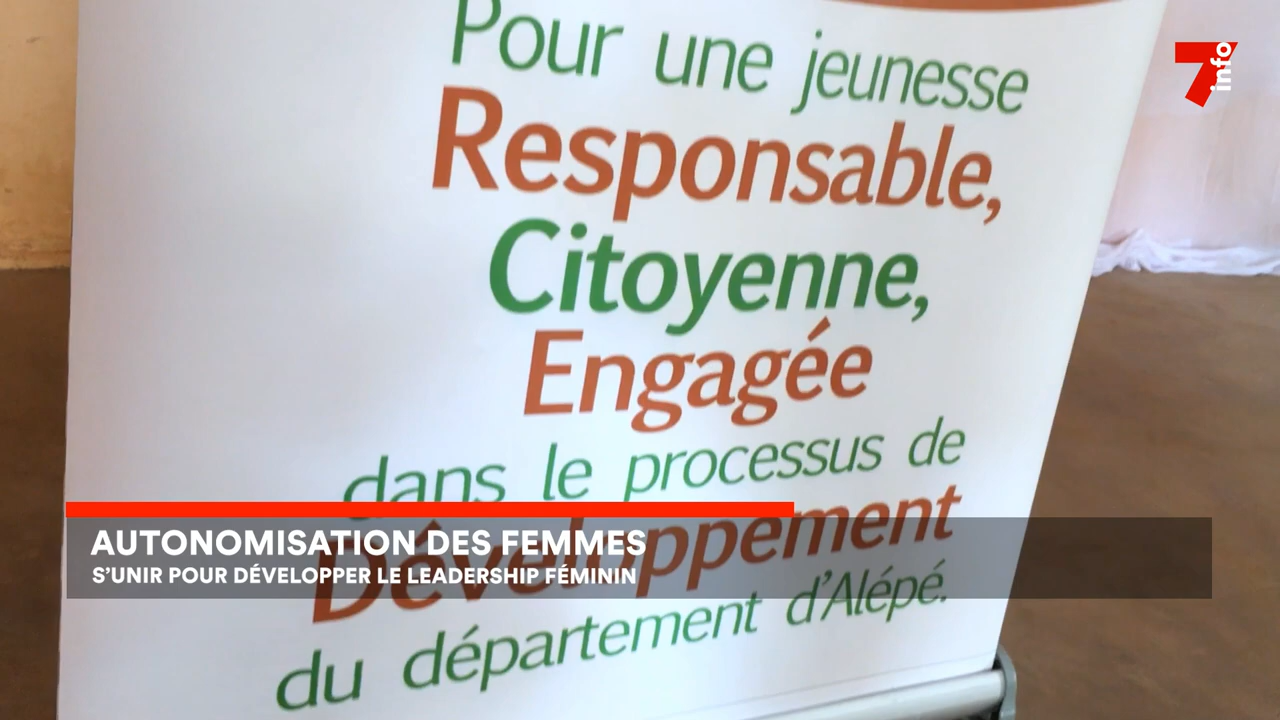 Pour une jeunesse
Responsable,
Citoyenne,
Engagée
dans le processus de
Développement
du département d'Alépé.
7info
AUTONOMISATION DES FEMMES
S'UNIR POUR DÉVELOPPER LE LEADERSHIP FÉMININ